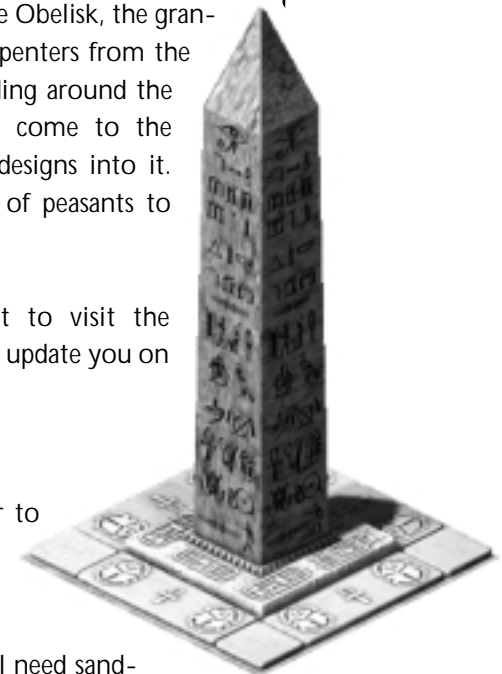 e Obelisk, the gran-
penters from the
ling around the
come to the
designs into it.
of peasants to
t to visit the
update you on
r to
l need sand-